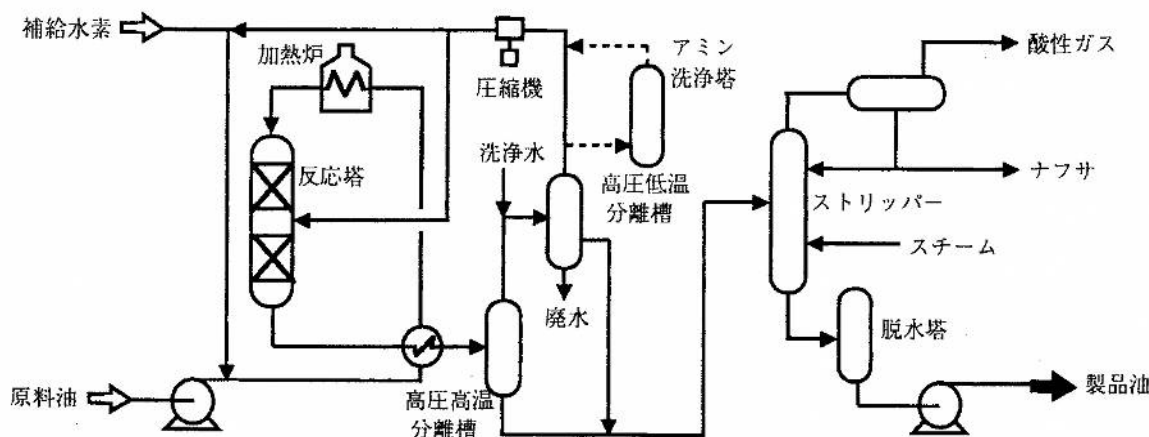 補給水素
加熱炉
圧縮機
アミン
洗浄塔
酸性ガス
洗浄水
反応塔
高圧低温
分離槽
ナフサ
ストリッパー
スチーム
廃水
脱水塔
原料油
高圧高温
分離槽
製品油